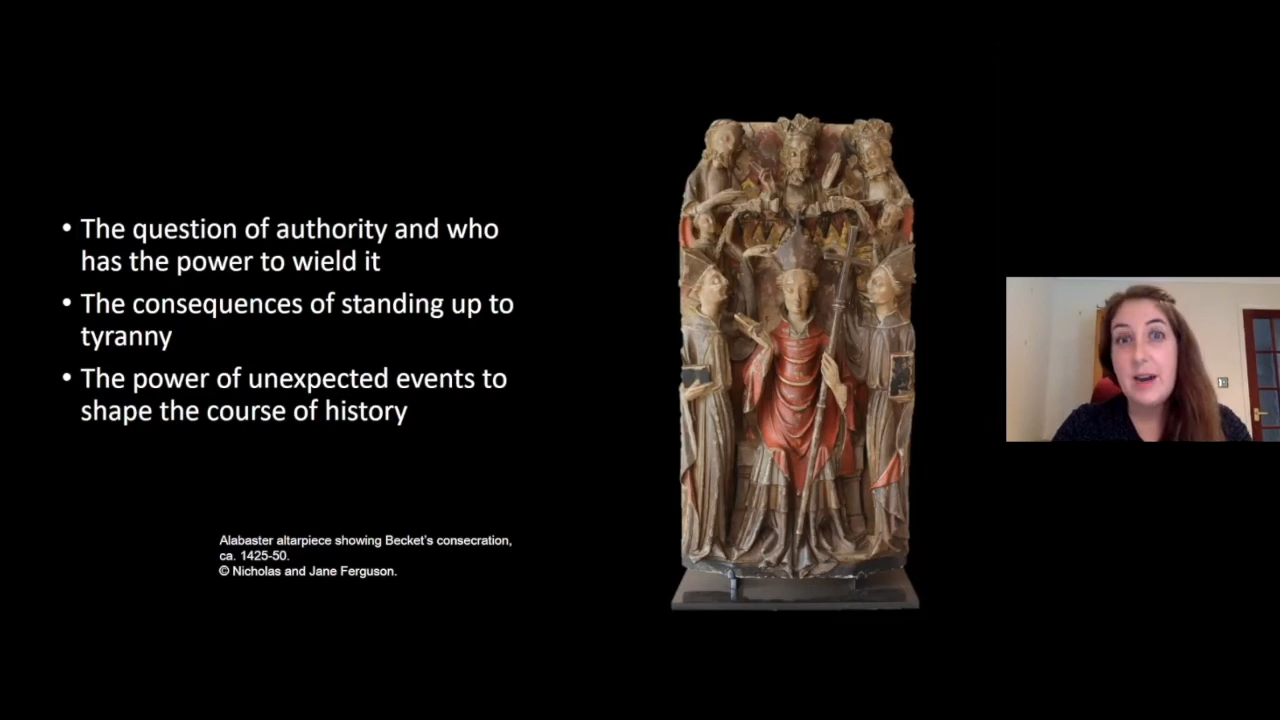 • The question of authority and who
has the power to wield it
• The consequences of standing up to
tyranny
• The power of unexpected events to
shape the course of history
Alabaster altarpiece showing Becket's consecration,
ca. 1425-50.
© Nicholas and Jane Ferguson.